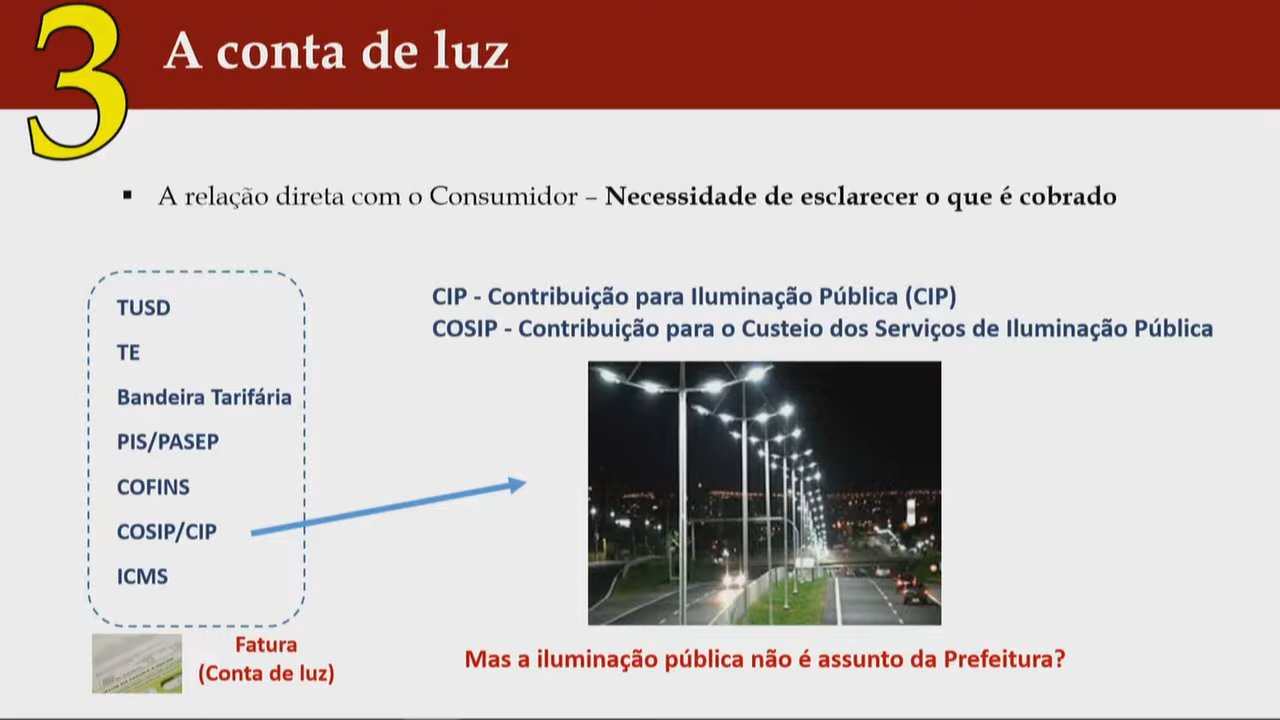 3
A conta de luz
▪ A relação direta com o Consumidor – Necessidade de esclarecer o que é cobrado
TUSD
TE
Bandeira Tarifária
PIS/PASEP
COFINS
COSIP/CIP
ICMS
Fatura
(Conta de luz)
CIP - Contribuição para Iluminação Pública (CIP)
COSIP - Contribuição para o Custeio dos Serviços de Iluminação Pública
Mas a iluminação pública não é assunto da Prefeitura?